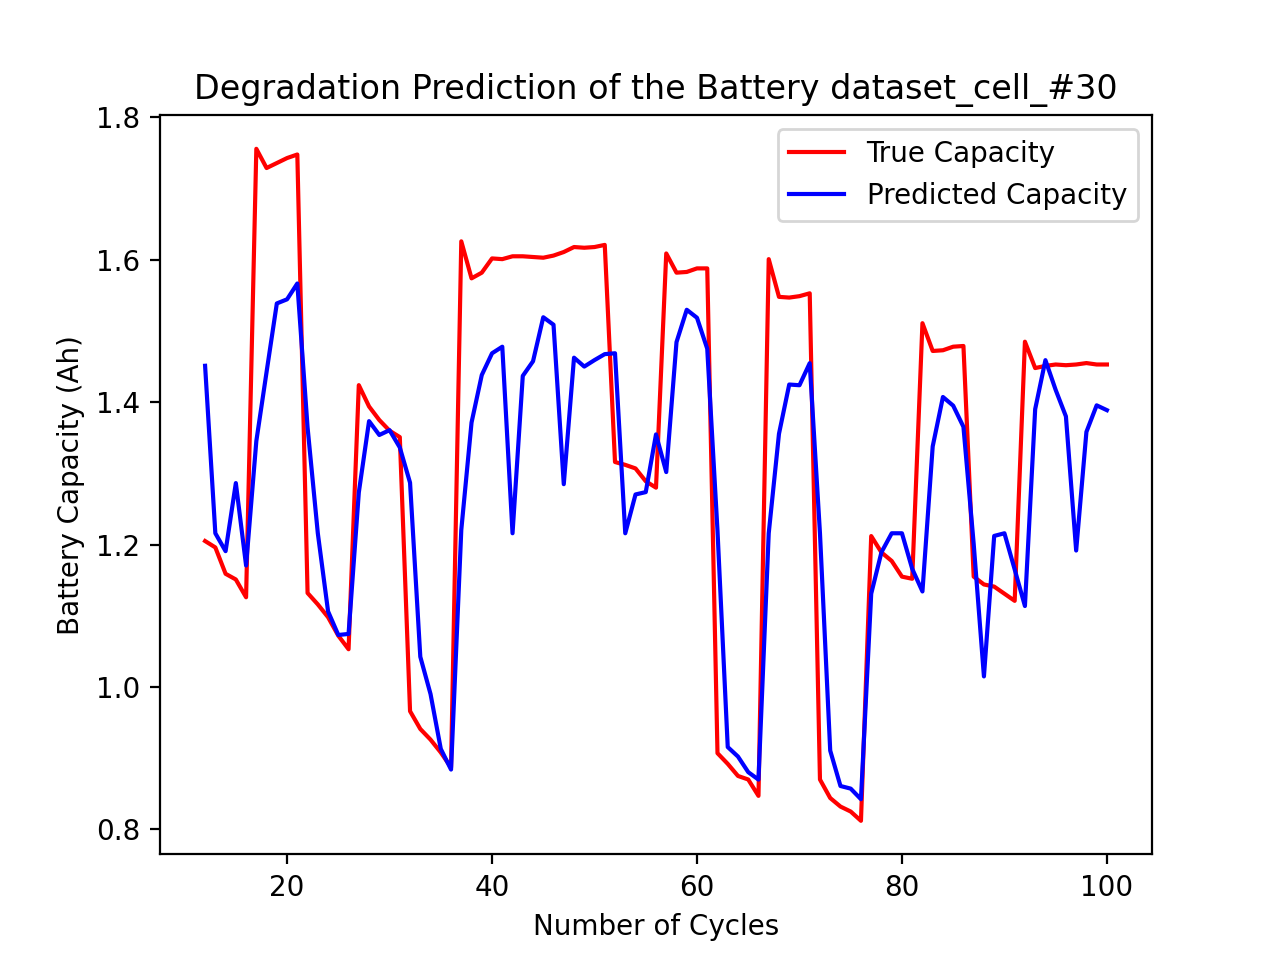 Degradation Prediction of the Battery dataset_cell_#30
True Capacity
Predicted Capacity
Battery Capacity (Ah)
1.8
1.6
1.4
1.2
1.0
0.8
20 40 60 80 100
Number of Cycles